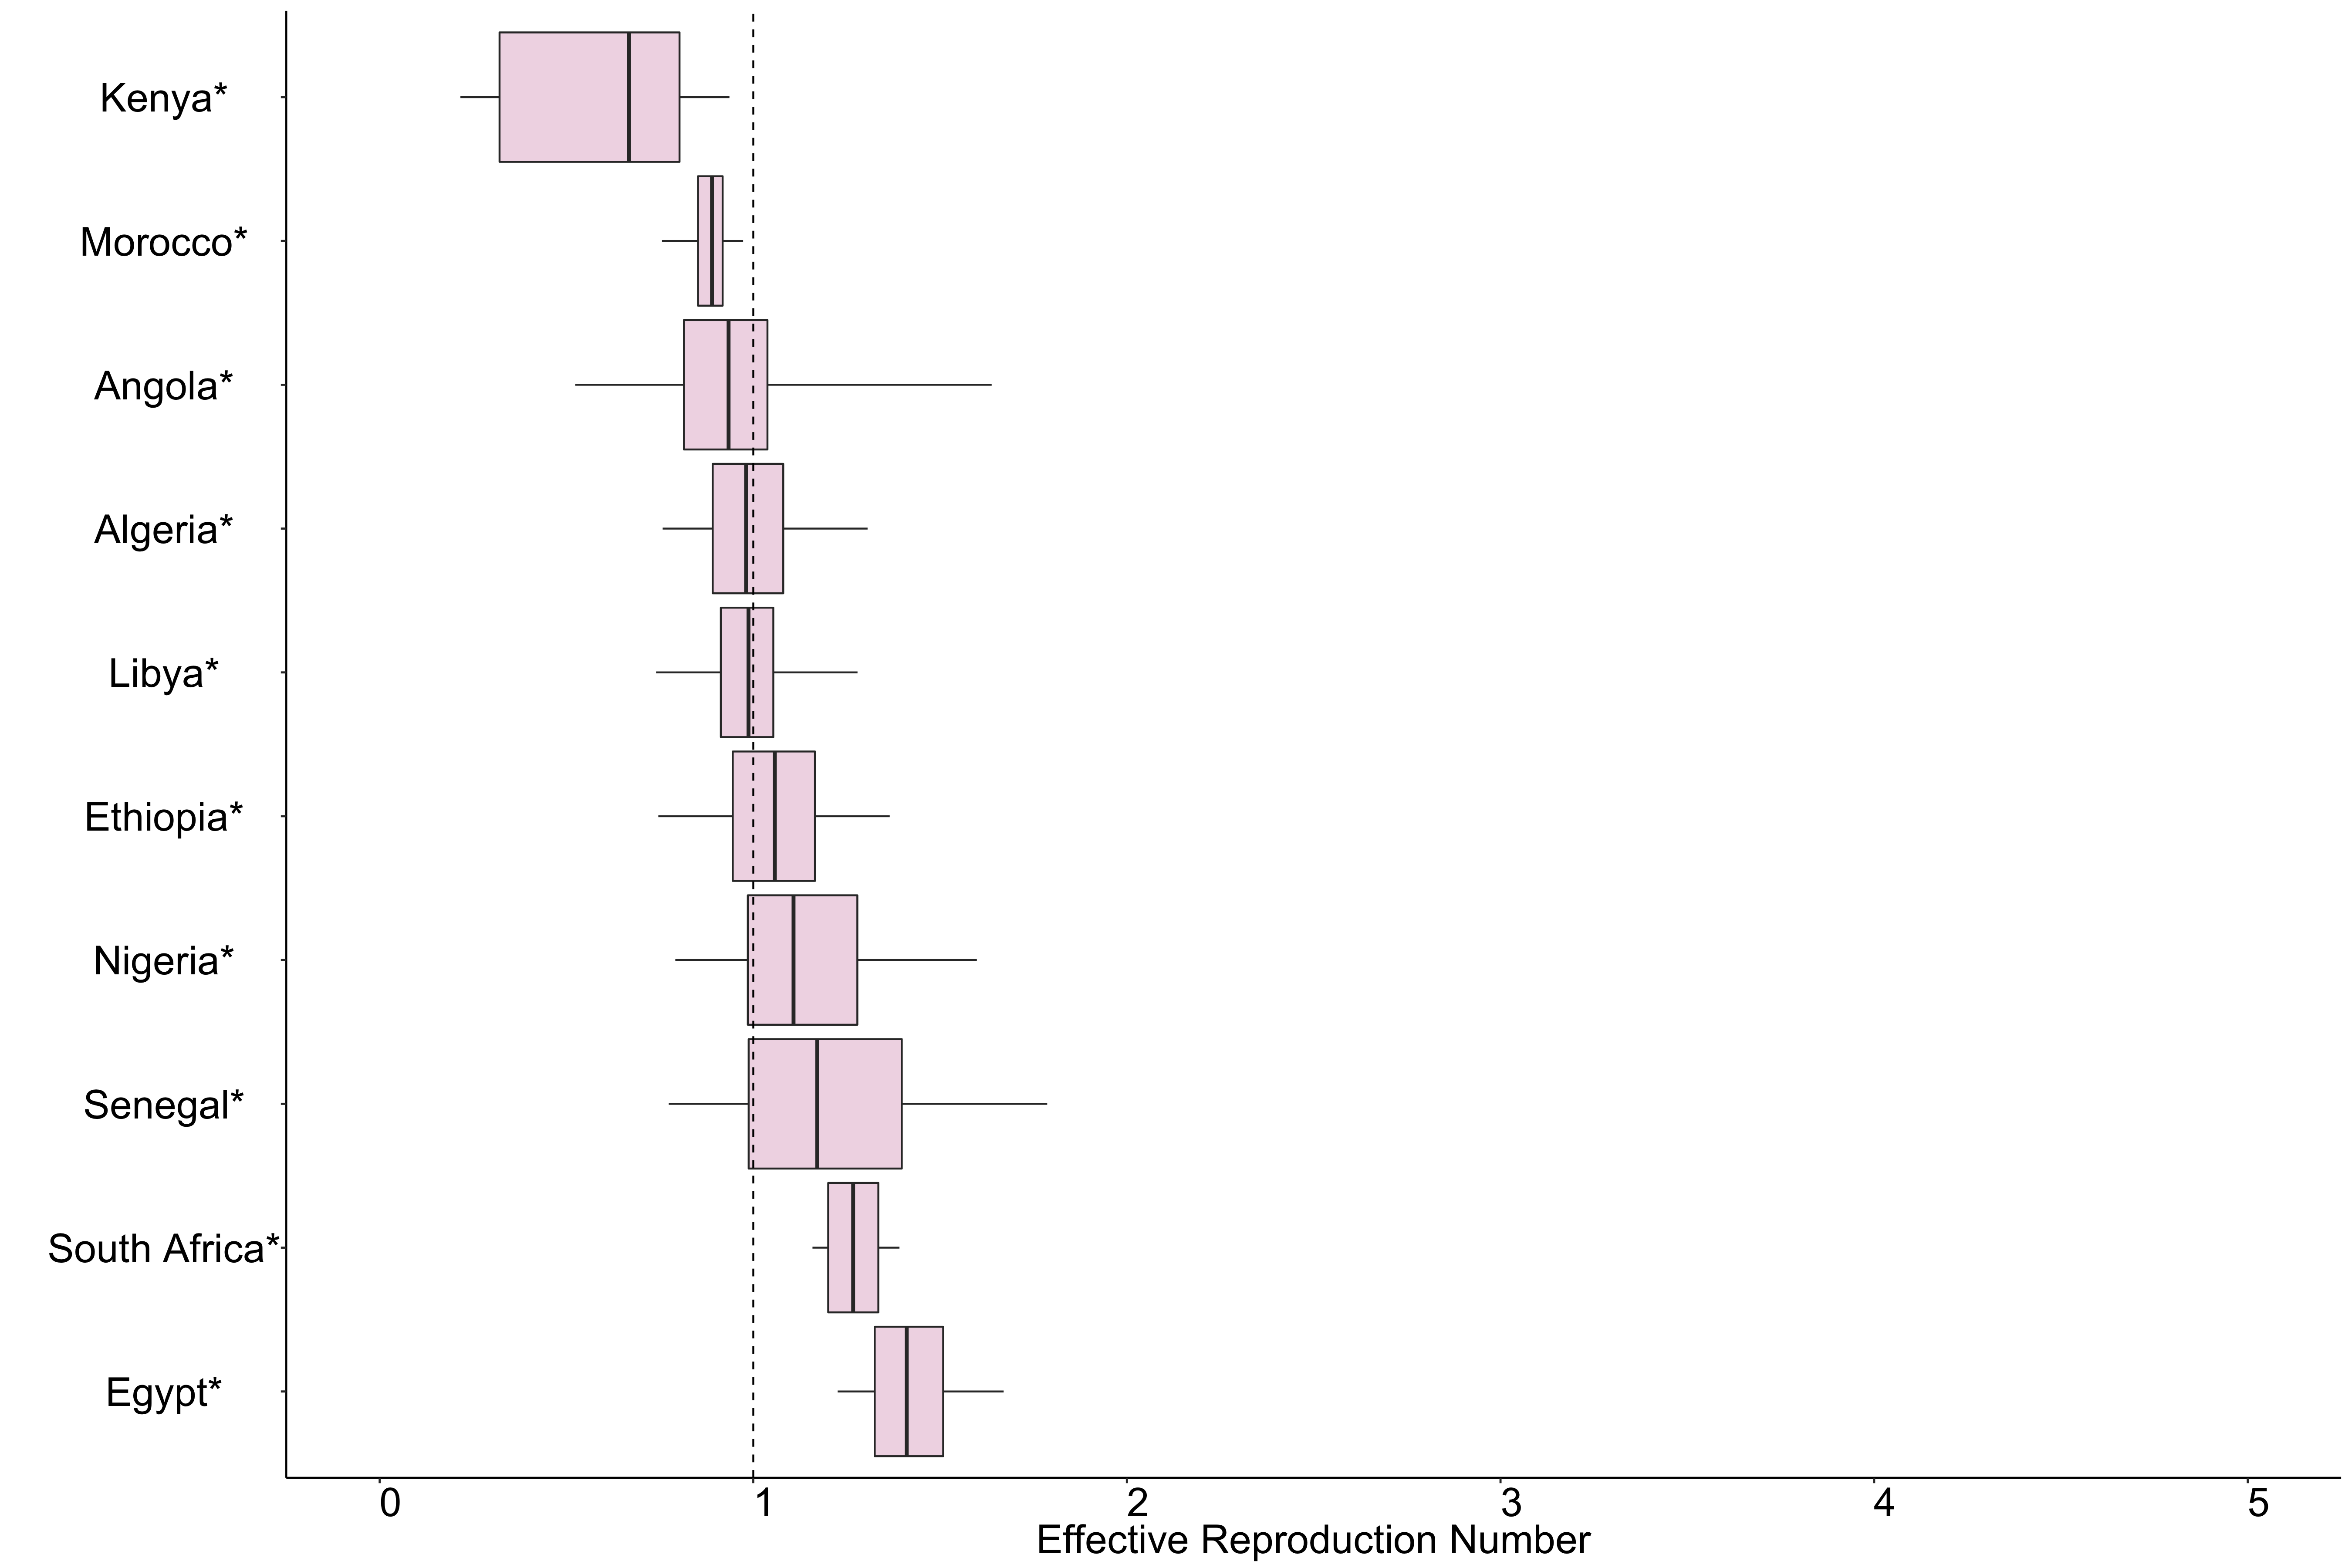 Kenya*
Morocco*
Angola*
Algeria*
Libya*
Ethiopia*
Nigeria*
Senegal*
South Africa*
Egypt*
0 1 2 3 4 5
Effective Reproduction Number